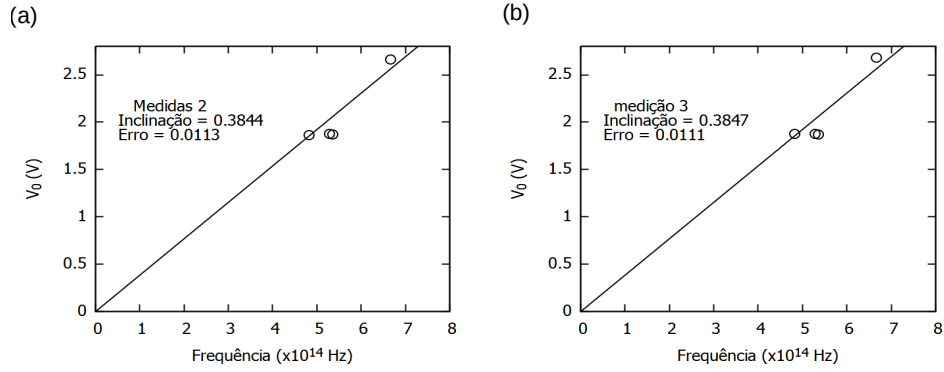 (a)
Medidas 2
Inclinação = 0.3844
Erro = 0.0113
V₀ (V)
2.5
2
1.5
1
0.5
0
0 1 2 3 4 5 6 7 8
Frequência (x10¹⁴ Hz)
(b)
medição 3
Inclinação = 0.3847
Erro = 0.0111
V₀ (V)
2.5
2
1.5
1
0.5
0
0 1 2 3 4 5 6 7 8
Frequência (x10¹⁴ Hz)